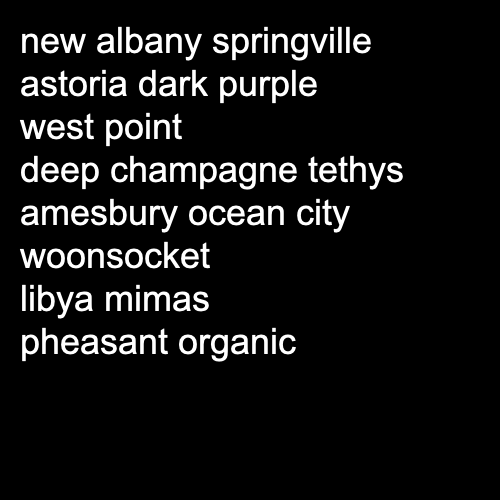 new albany springville
astoria dark purple
west point
deep champagne tethys
amesbury ocean city
woonsocket
libya mimas
pheasant organic